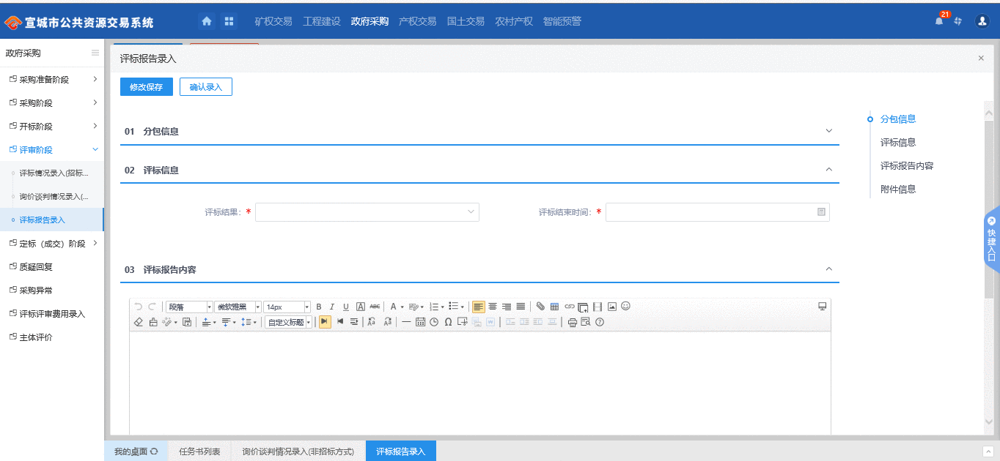 宣城市公共资源交易系统
矿权交易 工程建设 政府采购 产权交易 国土交易 农村产权 智能预警
21
政府采购
采购准备阶段
采购阶段
开标阶段
评审阶段
评标情况录入(招标...
询价谈判情况录入(...
评标报告录入
定标（成交）阶段
质疑回复
采购异常
评标评审费用录入
主体评价
评标报告录入
修改保存 确认录入
01 分包信息
02 评标信息
评标结果: * 评标结束时间: *
03 评标报告内容
段落 微软雅黑 14px B I U A ABC A
自定义标题
分包信息
评标信息
评标报告内容
附件信息
快捷入口
我的桌面 任务书列表 询价谈判情况录入(非招标方式) 评标报告录入